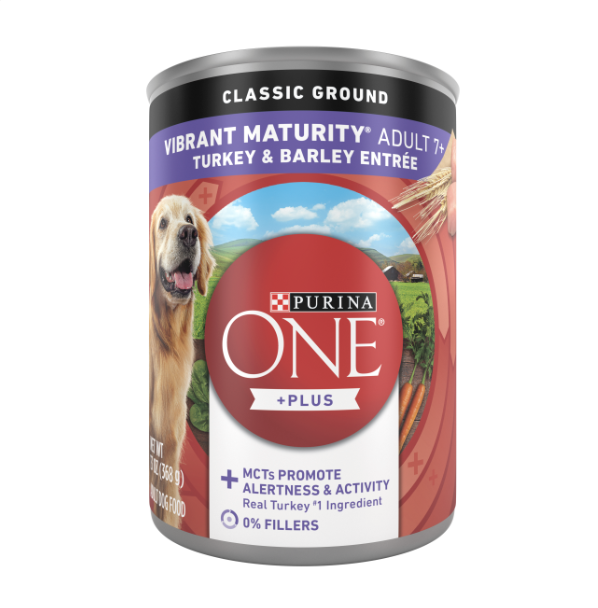 CLASSIC GROUND
VIBRANT MATURITY® ADULT 7+
TURKEY & BARLEY ENTRÉE
PURINA
ONE®
+PLUS
+ MCTs PROMOTE
ALERTNESS & ACTIVITY
Real Turkey #1 Ingredient
0% FILLERS
WT
OZ (368 g)
DOG FOOD